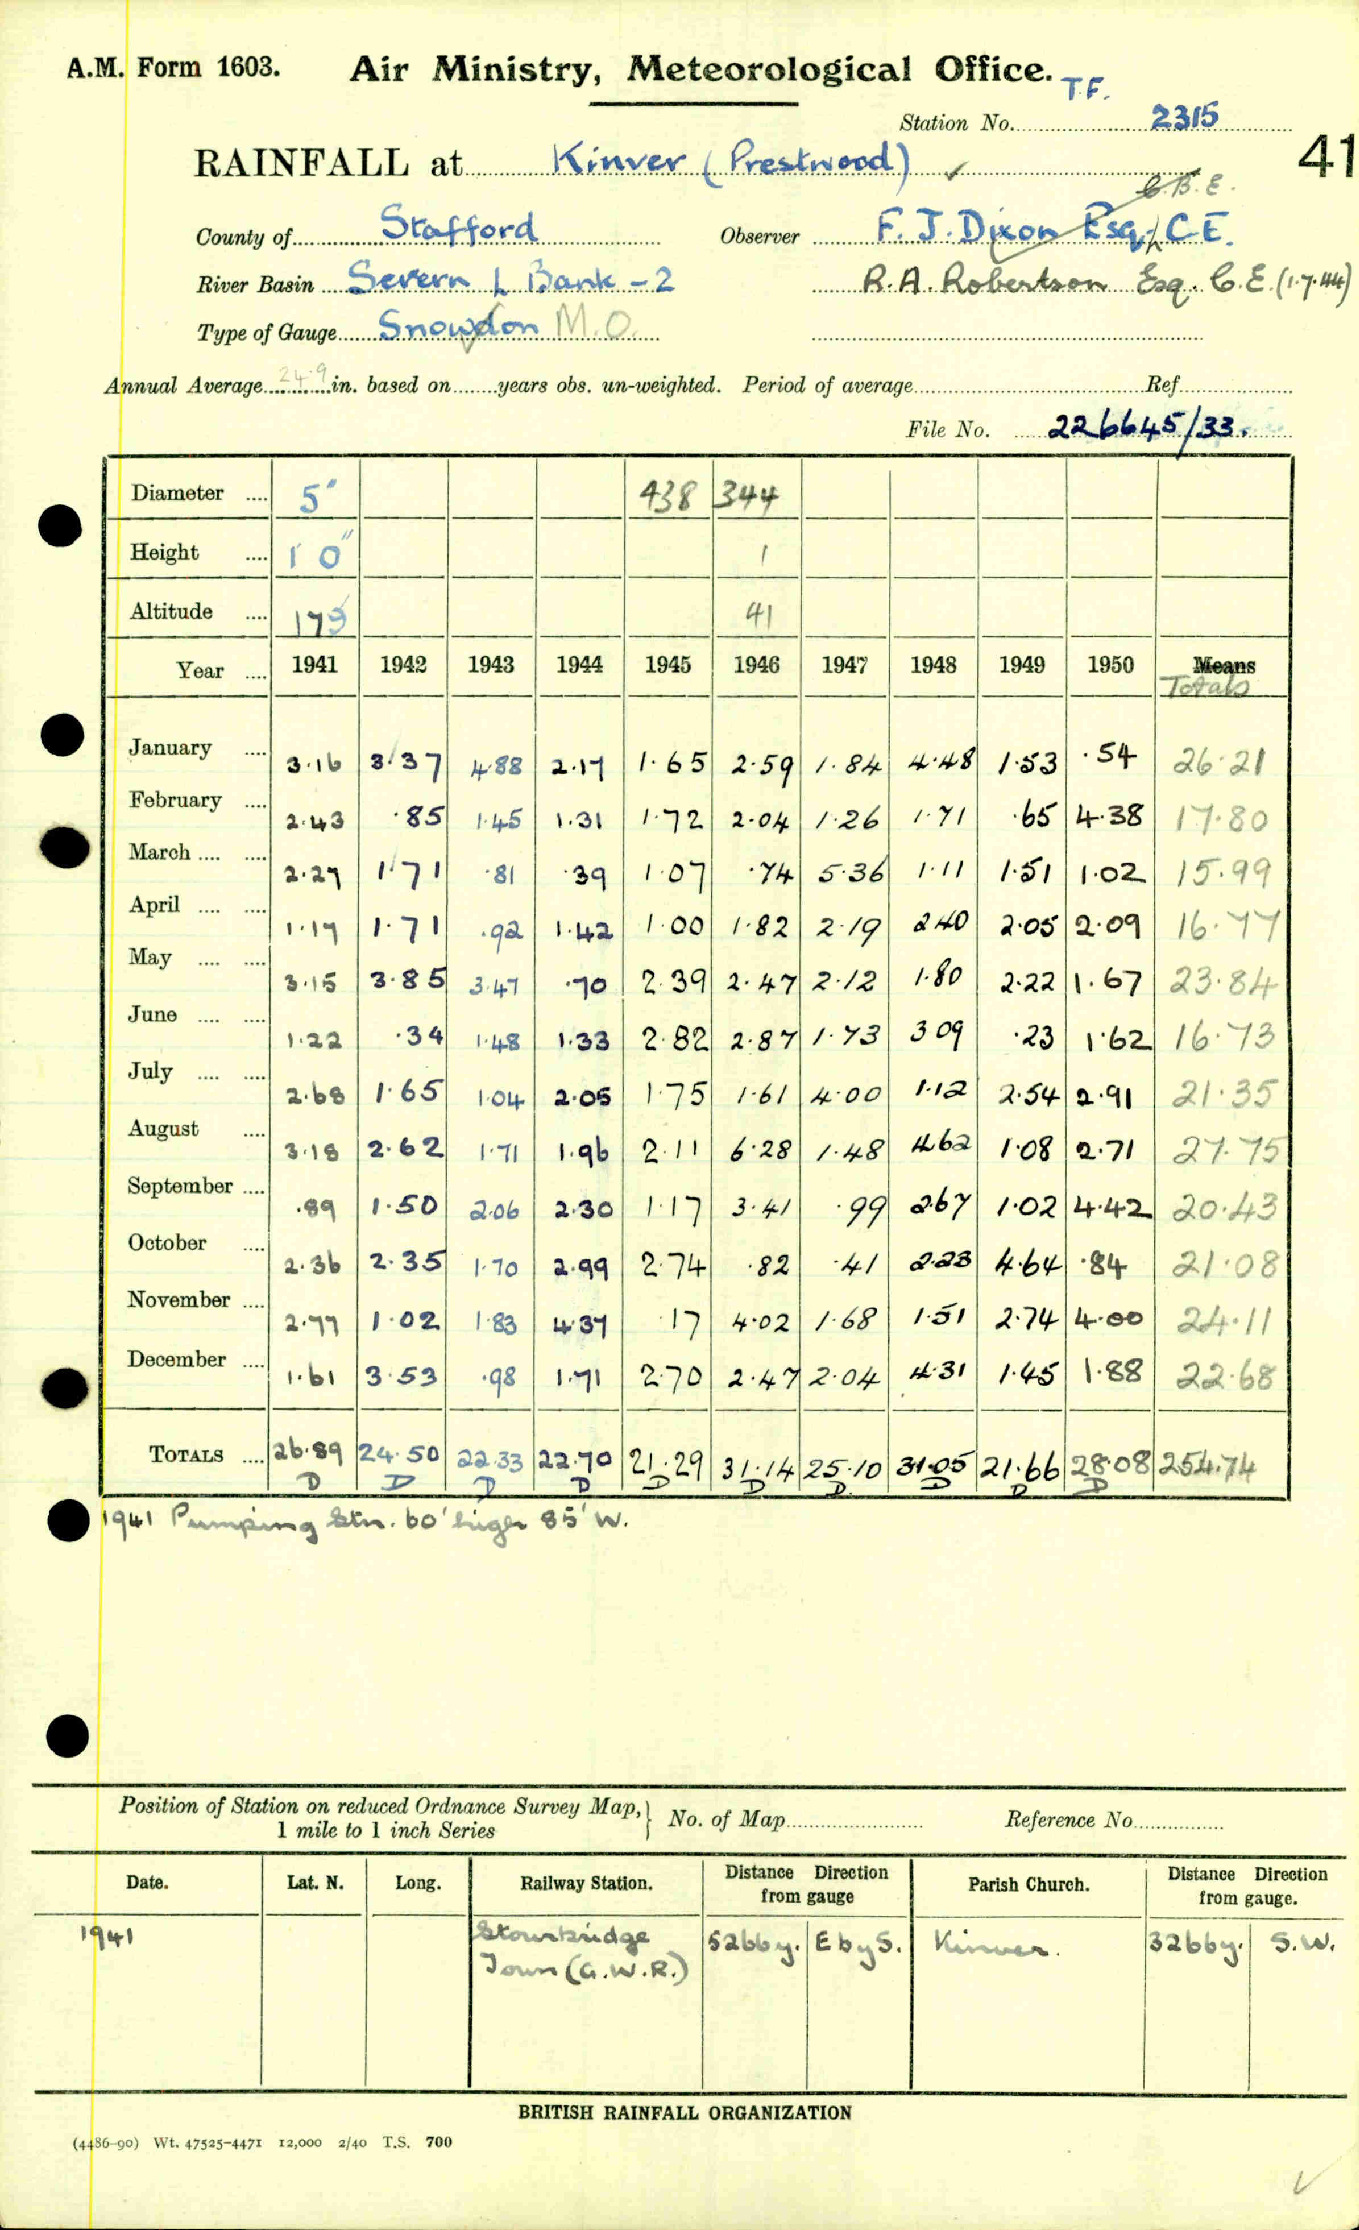 A.M. Form 1603. Air Ministry, Meteorological Office.
T.F.
Station No. 2315
41
RAINFALL at Kinver (Prestwood) ✓
C.B.E.
County of Stafford Observer F. J. Dixon Esq., C.E.
River Basin Severn L Bank - 2 R.A. Robertson Esq. C.E. (1.7.44)
Type of Gauge Snowdon M.O.
Annual Average 24.9 in. based on years obs. un-weighted. Period of average Ref
File No. 226645/33.
Diameter 5" 438 344
Height 1' 0" 1
Altitude 179 41
Year 1941 1942 1943 1944 1945 1946 1947 1948 1949 1950 Means
Totals
January 3.16 3.37 4.88 2.17 1.65 2.59 1.84 4.48 1.53 .54 26.21
February 2.43 .85 1.45 1.31 1.72 2.04 1.26 1.71 .65 4.38 17.80
March 2.27 1.71 .81 .39 1.07 .74 5.36 1.11 1.51 1.02 15.99
April 1.17 1.71 .92 1.42 1.00 1.82 2.19 2.40 2.05 2.09 16.77
May 3.15 3.85 3.47 .70 2.39 2.47 2.12 1.80 2.22 1.67 23.84
June 1.22 .34 1.48 1.33 2.82 2.87 1.73 3.09 .23 1.62 16.73
July 2.68 1.65 1.04 2.05 1.75 1.61 4.00 1.12 2.54 2.91 21.35
August 3.18 2.62 1.71 1.96 2.11 6.28 1.48 4.62 1.08 2.71 27.75
September .89 1.50 2.06 2.30 1.17 3.41 .99 2.67 1.02 4.42 20.43
October 2.36 2.35 1.70 2.99 2.74 .82 .41 2.23 4.64 .84 21.08
November 2.77 1.02 1.83 4.37 .17 4.02 1.68 1.51 2.74 4.00 24.11
December 1.61 3.53 .98 1.71 2.70 2.47 2.04 4.31 1.45 1.88 22.68
TOTALS 26.89 24.50 22.33 22.70 21.29 31.14 25.10 31.05 21.66 28.08 254.74
D D D D D D D D D D
1941 Pumping Stn. 60' high 85' W.
Position of Station on reduced Ordnance Survey Map, 1 mile to 1 inch Series } No. of Map Reference No.
Date. Lat. N. Long. Railway Station. Distance Direction from gauge Parish Church. Distance Direction from gauge.
1941 Stourbridge Town (G.W.R.) 5266y. E by S. Kinver. 3266y. S.W.
BRITISH RAINFALL ORGANIZATION
(4486-90) Wt. 47525-4471 12,000 2/40 T.S. 700